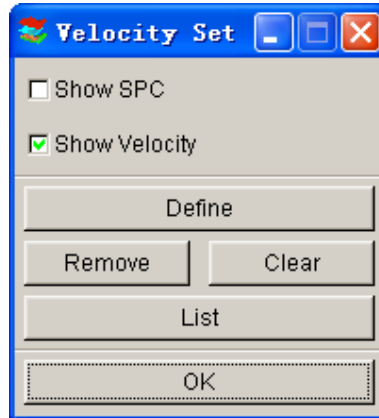 Velocity Set
Show SPC
Show Velocity
Define
Remove Clear
List
OK